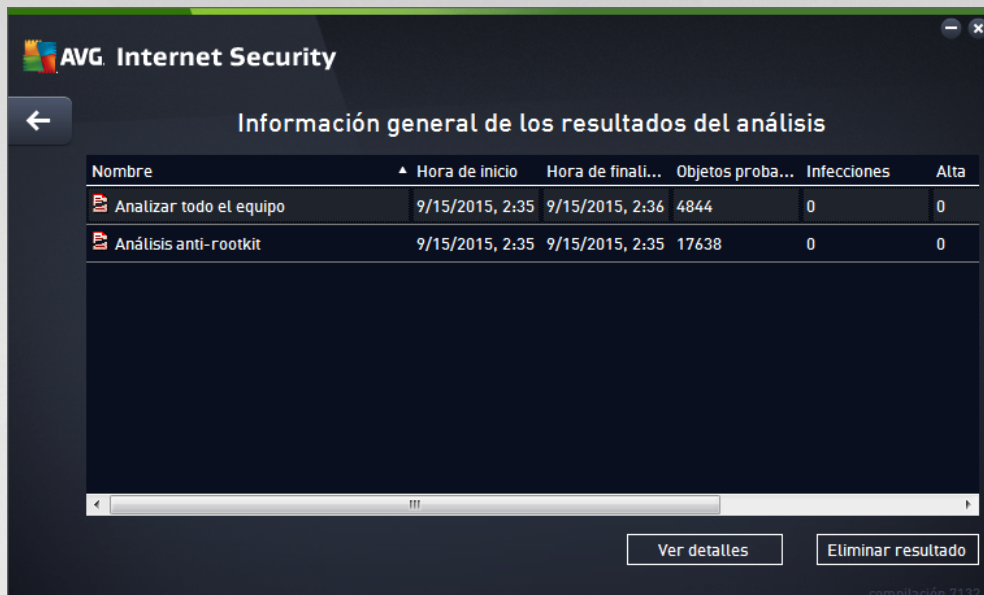 AVG. Internet Security
Información general de los resultados del análisis
Nombre Hora de inicio Hora de finali... Objetos proba... Infecciones Alta
Analizar todo el equipo 9/15/2015, 2:35 9/15/2015, 2:36 4844 0 0
Análisis anti-rootkit 9/15/2015, 2:35 9/15/2015, 2:35 17638 0 0
Ver detalles Eliminar resultado
compilación 7132